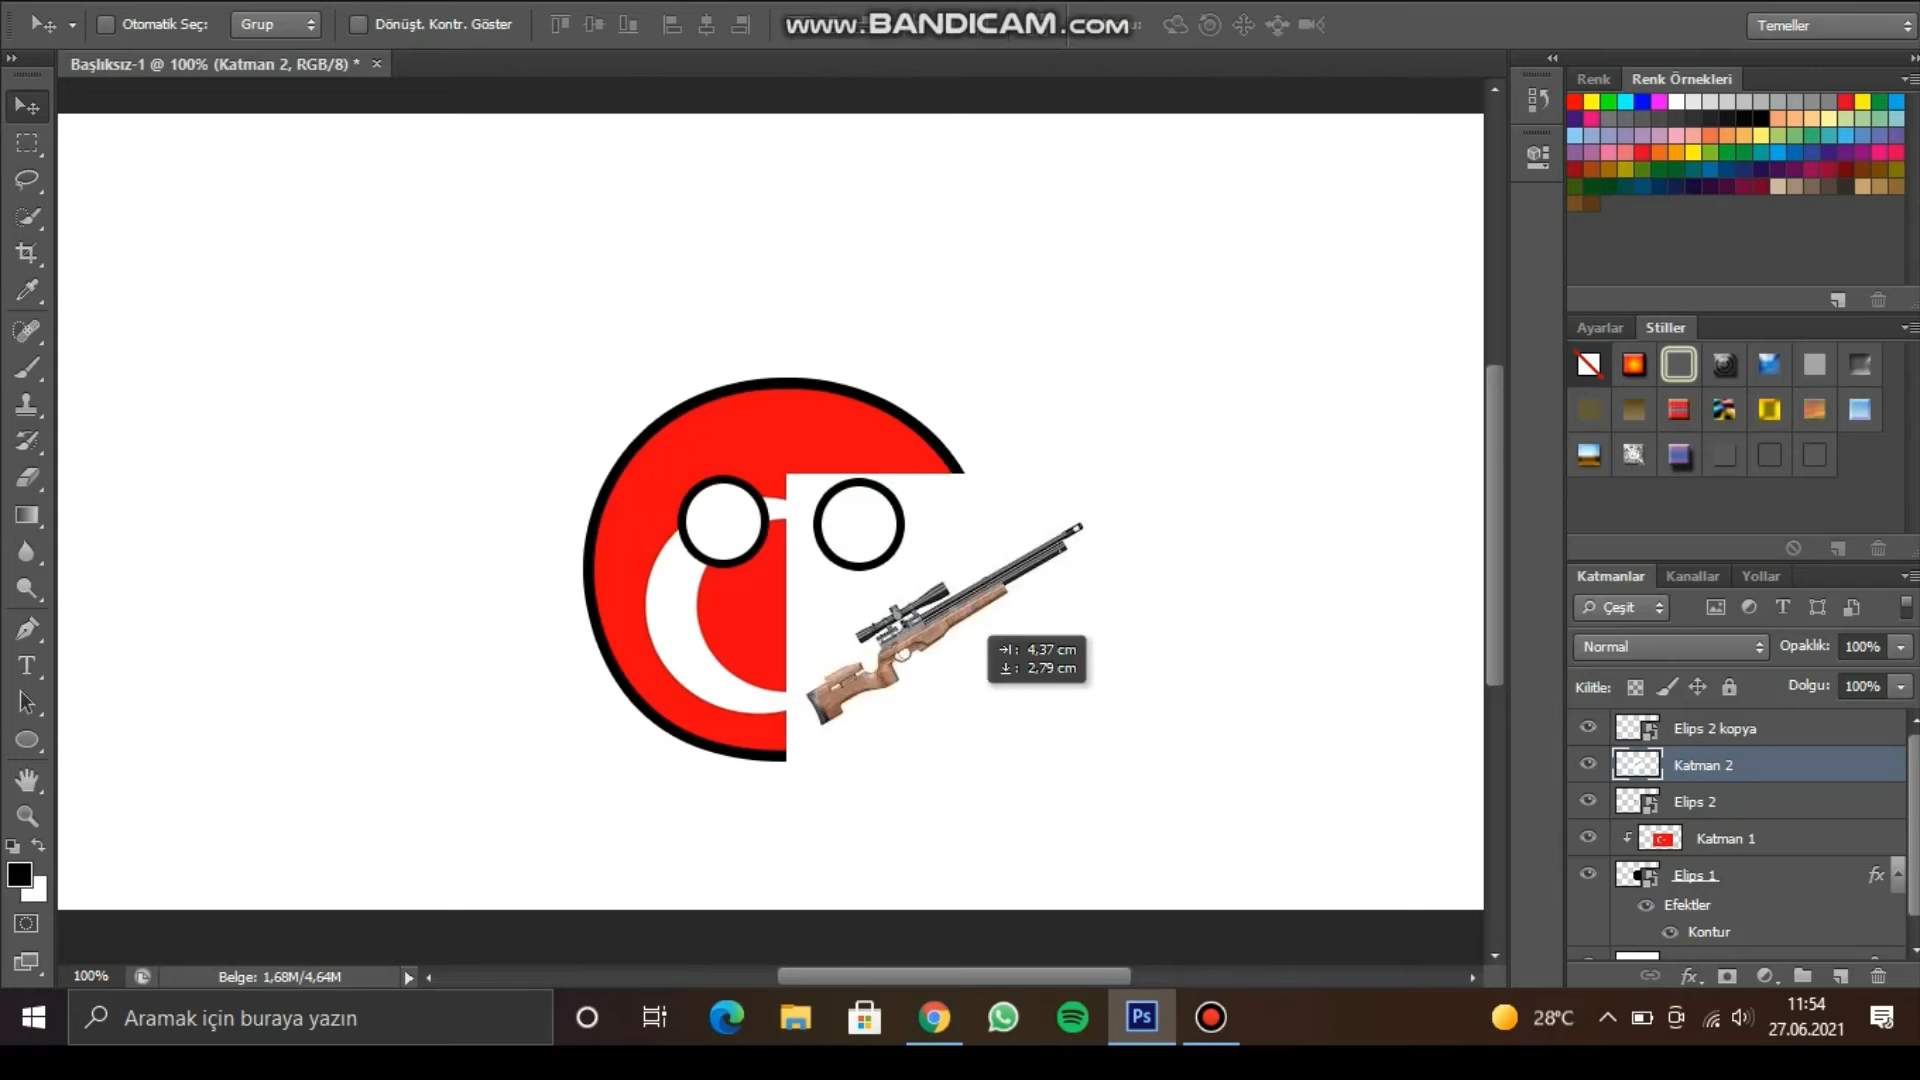 Otomatik Seç:
Grup
Dönüşt. Kontr. Göster
www.BANDICAM.com
Temeller
Başlıksız-1 @ 100% (Katman 2, RGB/8) *
Renk
Renk Örnekleri
Ayarlar
Stiller
4,37 cm
2,79 cm
Katmanlar
Kanallar
Yollar
Çeşit
Normal
Opaklık: 100%
Kilitle:
Dolgu: 100%
Elips 2 kopya
Katman 2
Elips 2
Katman 1
Elips 1
fx
Efektler
Kontur
100%
Belge: 1,68M/4,64M
fx
Aramak için buraya yazın
Ps
28°C
11:54
27.06.2021